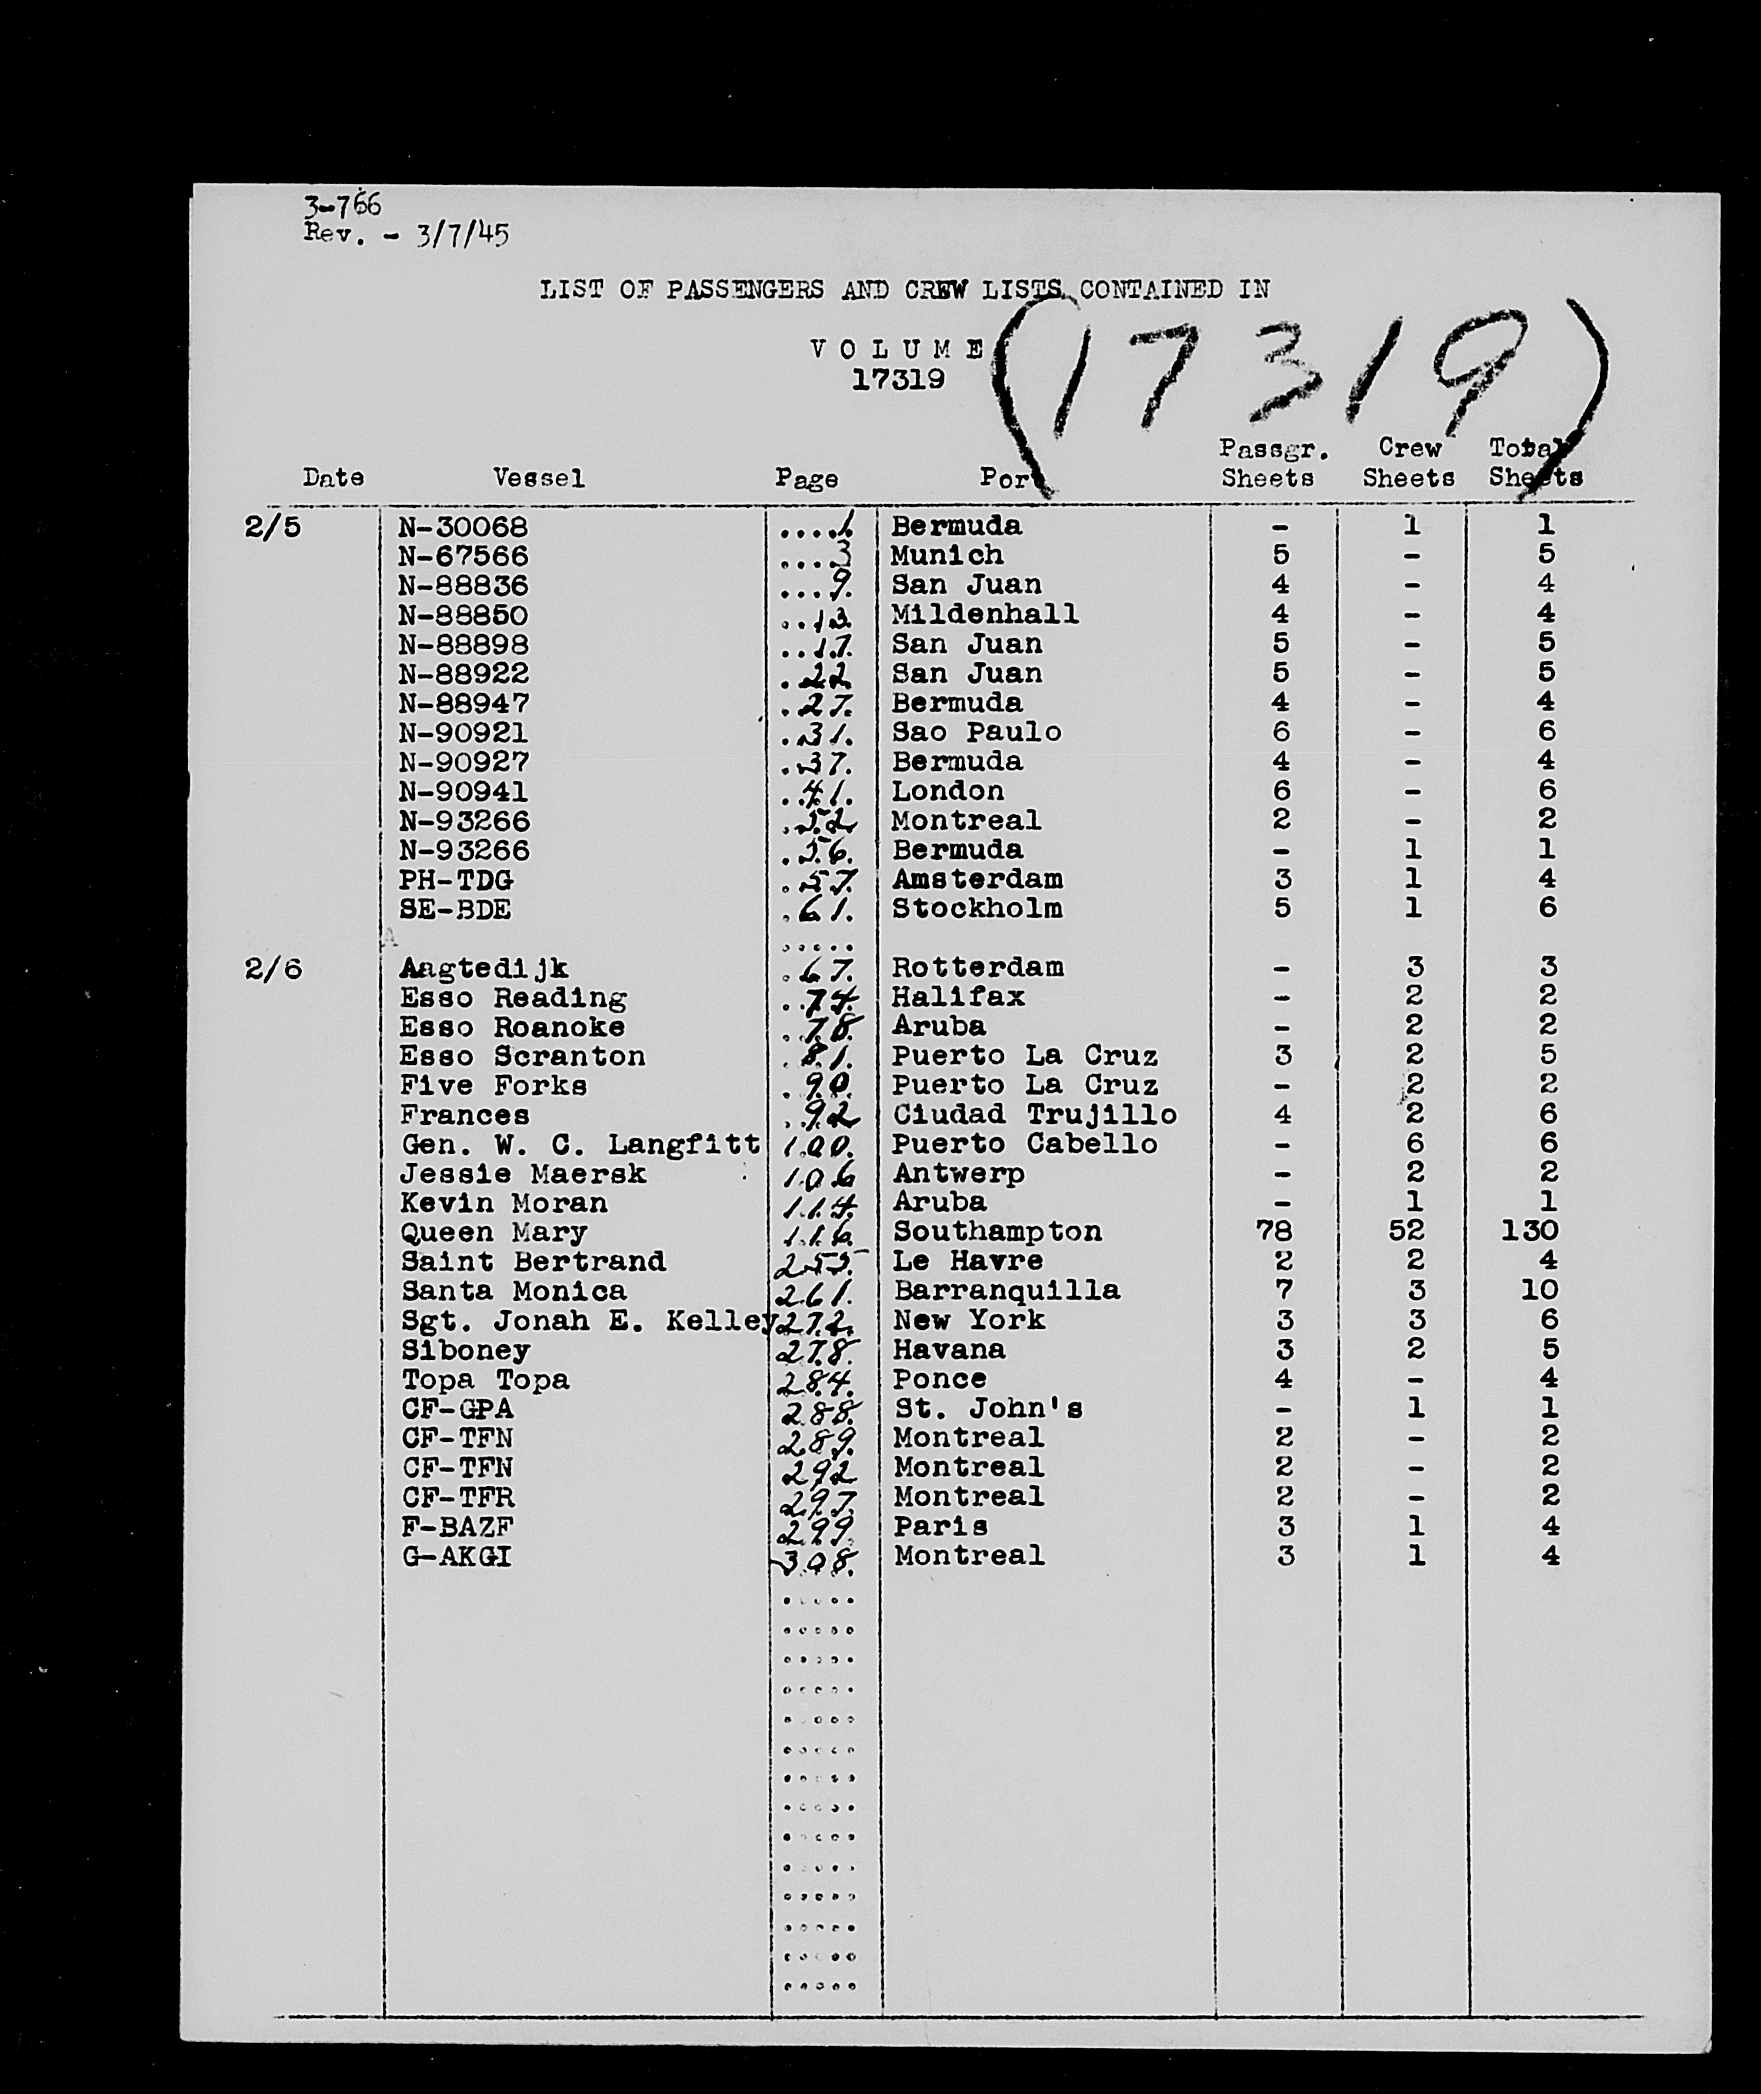 3-766
Rev. - 3/7/45
LIST OF PASSENGERS AND CREW LISTS CONTAINED IN
VOLUME (17319)
17319
Date Vessel Page Port Passgr. Sheets Crew Sheets Total Sheets
2/5 N-30068 1 Bermuda - 1 1
N-67566 3 Munich 5 - 5
N-88836 9 San Juan 4 - 4
N-88850 13 Mildenhall 4 - 4
N-88898 17 San Juan 5 - 5
N-88922 22 San Juan 5 - 5
N-88947 27 Bermuda 4 - 4
N-90921 31 Sao Paulo 6 - 6
N-90927 37 Bermuda 4 - 4
N-90941 41 London 6 - 6
N-93266 52 Montreal 2 - 2
N-93266 56 Bermuda - 1 1
PH-TDG 57 Amsterdam 3 1 4
SE-BDE 61 Stockholm 5 1 6
2/6 Aagtedijk 67 Rotterdam - 3 3
Esso Reading 74 Halifax - 2 2
Esso Roanoke 78 Aruba - 2 2
Esso Scranton 81 Puerto La Cruz 3 2 5
Five Forks 90 Puerto La Cruz - 2 2
Frances 92 Ciudad Trujillo 4 2 6
Gen. W. C. Langfitt 100 Puerto Cabello - 6 6
Jessie Maersk 106 Antwerp - 2 2
Kevin Moran 114 Aruba - 1 1
Queen Mary 116 Southampton 78 52 130
Saint Bertrand 255 Le Havre 2 2 4
Santa Monica 261 Barranquilla 7 3 10
Sgt. Jonah E. Kelley 272 New York 3 3 6
Siboney 278 Havana 3 2 5
Topa Topa 284 Ponce 4 - 4
CF-GPA 288 St. John's - 1 1
CF-TFN 289 Montreal 2 - 2
CF-TFN 292 Montreal 2 - 2
CF-TFR 297 Montreal 2 - 2
F-BAZF 299 Paris 3 1 4
G-AKGI 308 Montreal 3 1 4